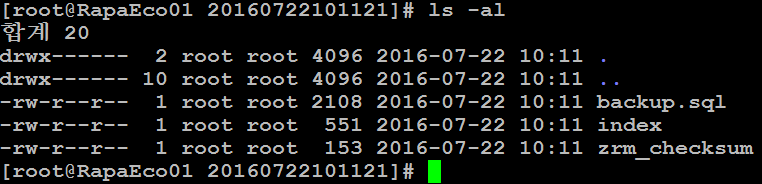 [root@RapaEco01 20160722101121]# ls -al
합계 20
drwx------  2 root root 4096 2016-07-22 10:11 .
drwx------ 10 root root 4096 2016-07-22 10:11 ..
-rw-r--r--  1 root root 2108 2016-07-22 10:11 backup.sql
-rw-r--r--  1 root root  551 2016-07-22 10:11 index
-rw-r--r--  1 root root  153 2016-07-22 10:11 zrm_checksum
[root@RapaEco01 20160722101121]#